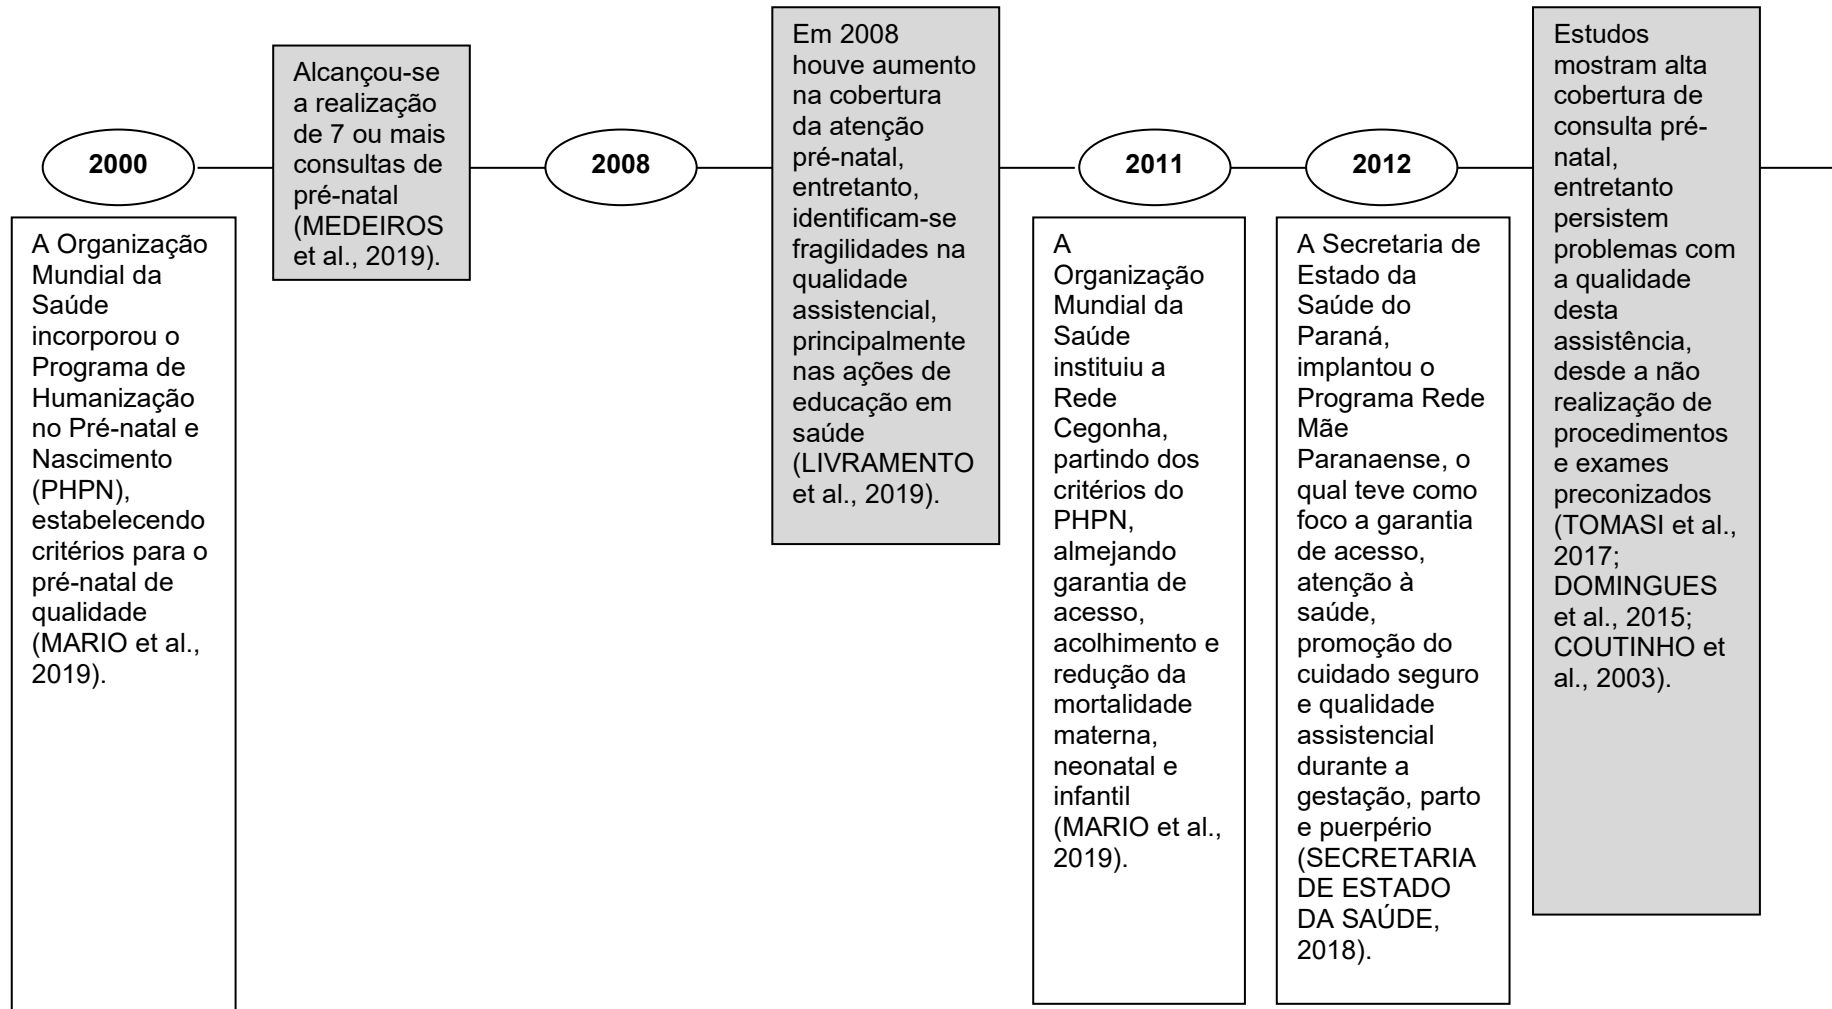 2000
A Organização
Mundial da
Saúde
incorporou o
Programa de
Humanização
no Pré-natal e
Nascimento
(PHPN),
estabelecendo
critérios para o
pré-natal de
qualidade
(MARIO et al.,
2019).
Alcançou-se
a realização
de 7 ou mais
consultas de
pré-natal
(MEDEIROS
et al., 2019).
2008
Em 2008
houve aumento
na cobertura
da atenção
pré-natal,
entretanto,
identificam-se
fragilidades na
qualidade
assistencial,
principalmente
nas ações de
educação em
saúde
(LIVRAMENTO
et al., 2019).
2011
A
Organização
Mundial da
Saúde
instituiu a
Rede
Cegonha,
partindo dos
critérios do
PHPN,
almejando
garantia de
acesso,
acolhimento e
redução da
mortalidade
materna,
neonatal e
infantil
(MARIO et al.,
2019).
2012
A Secretaria de
Estado da
Saúde do
Paraná,
implantou o
Programa Rede
Mãe
Paranaense, o
qual teve como
foco a garantia
de acesso,
atenção à
saúde,
promoção do
cuidado seguro
e qualidade
assistencial
durante a
gestação, parto
e puerpério
(SECRETARIA
DE ESTADO
DA SAÚDE,
2018).
Estudos
mostram alta
cobertura de
consulta pré-
natal,
entretanto
persistem
problemas com
a qualidade
desta
assistência,
desde a não
realização de
procedimentos
e exames
preconizados
(TOMASI et al.,
2017;
DOMINGUES
et al., 2015;
COUTINHO et
al., 2003).